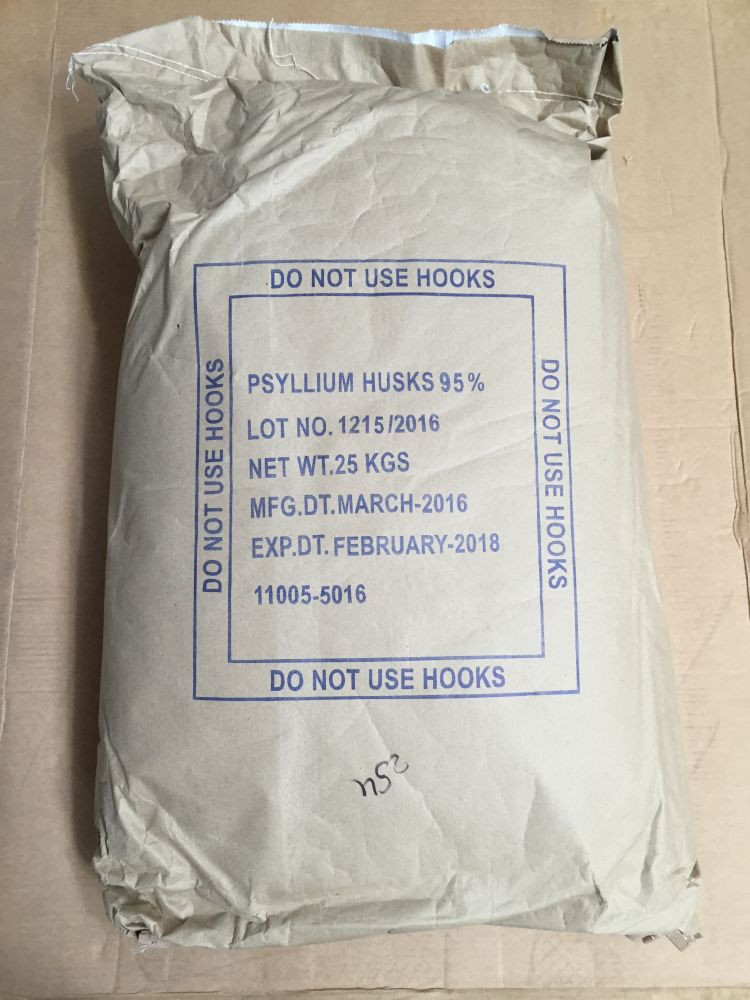 DO NOT USE HOOKS
DO NOT USE HOOKS
PSYLLIUM HUSKS 95%
LOT NO. 1215/2016
NET WT.25 KGS
MFG.DT.MARCH-2016
EXP.DT. FEBRUARY-2018
11005-5016
DO NOT USE HOOKS
DO NOT USE HOOKS